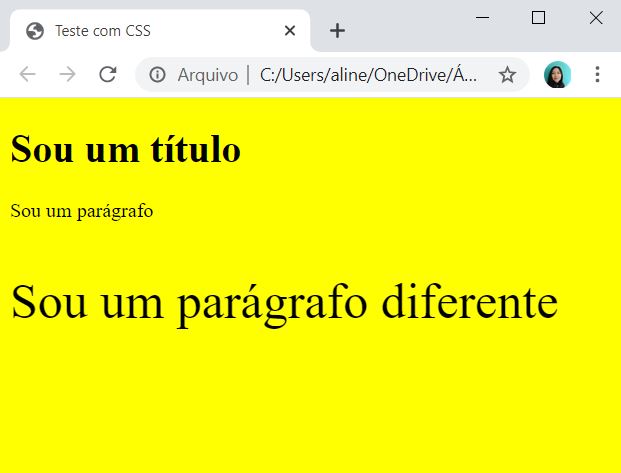 Teste com CSS
Arquivo | C:/Users/aline/OneDrive/Á...
Sou um título
Sou um parágrafo
Sou um parágrafo diferente